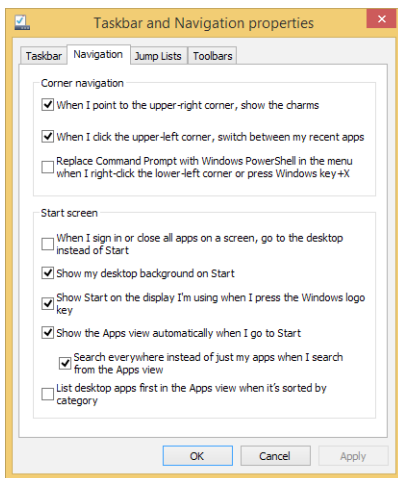 Taskbar and Navigation properties
Taskbar Navigation Jump Lists Toolbars
Corner navigation
When I point to the upper-right corner, show the charms
When I click the upper-left corner, switch between my recent apps
Replace Command Prompt with Windows PowerShell in the menu
when I right-click the lower-left corner or press Windows key+X
Start screen
When I sign in or close all apps on a screen, go to the desktop
instead of Start
Show my desktop background on Start
Show Start on the display I'm using when I press the Windows logo
key
Show the Apps view automatically when I go to Start
Search everywhere instead of just my apps when I search
from the Apps view
List desktop apps first in the Apps view when it's sorted by
category
OK Cancel Apply